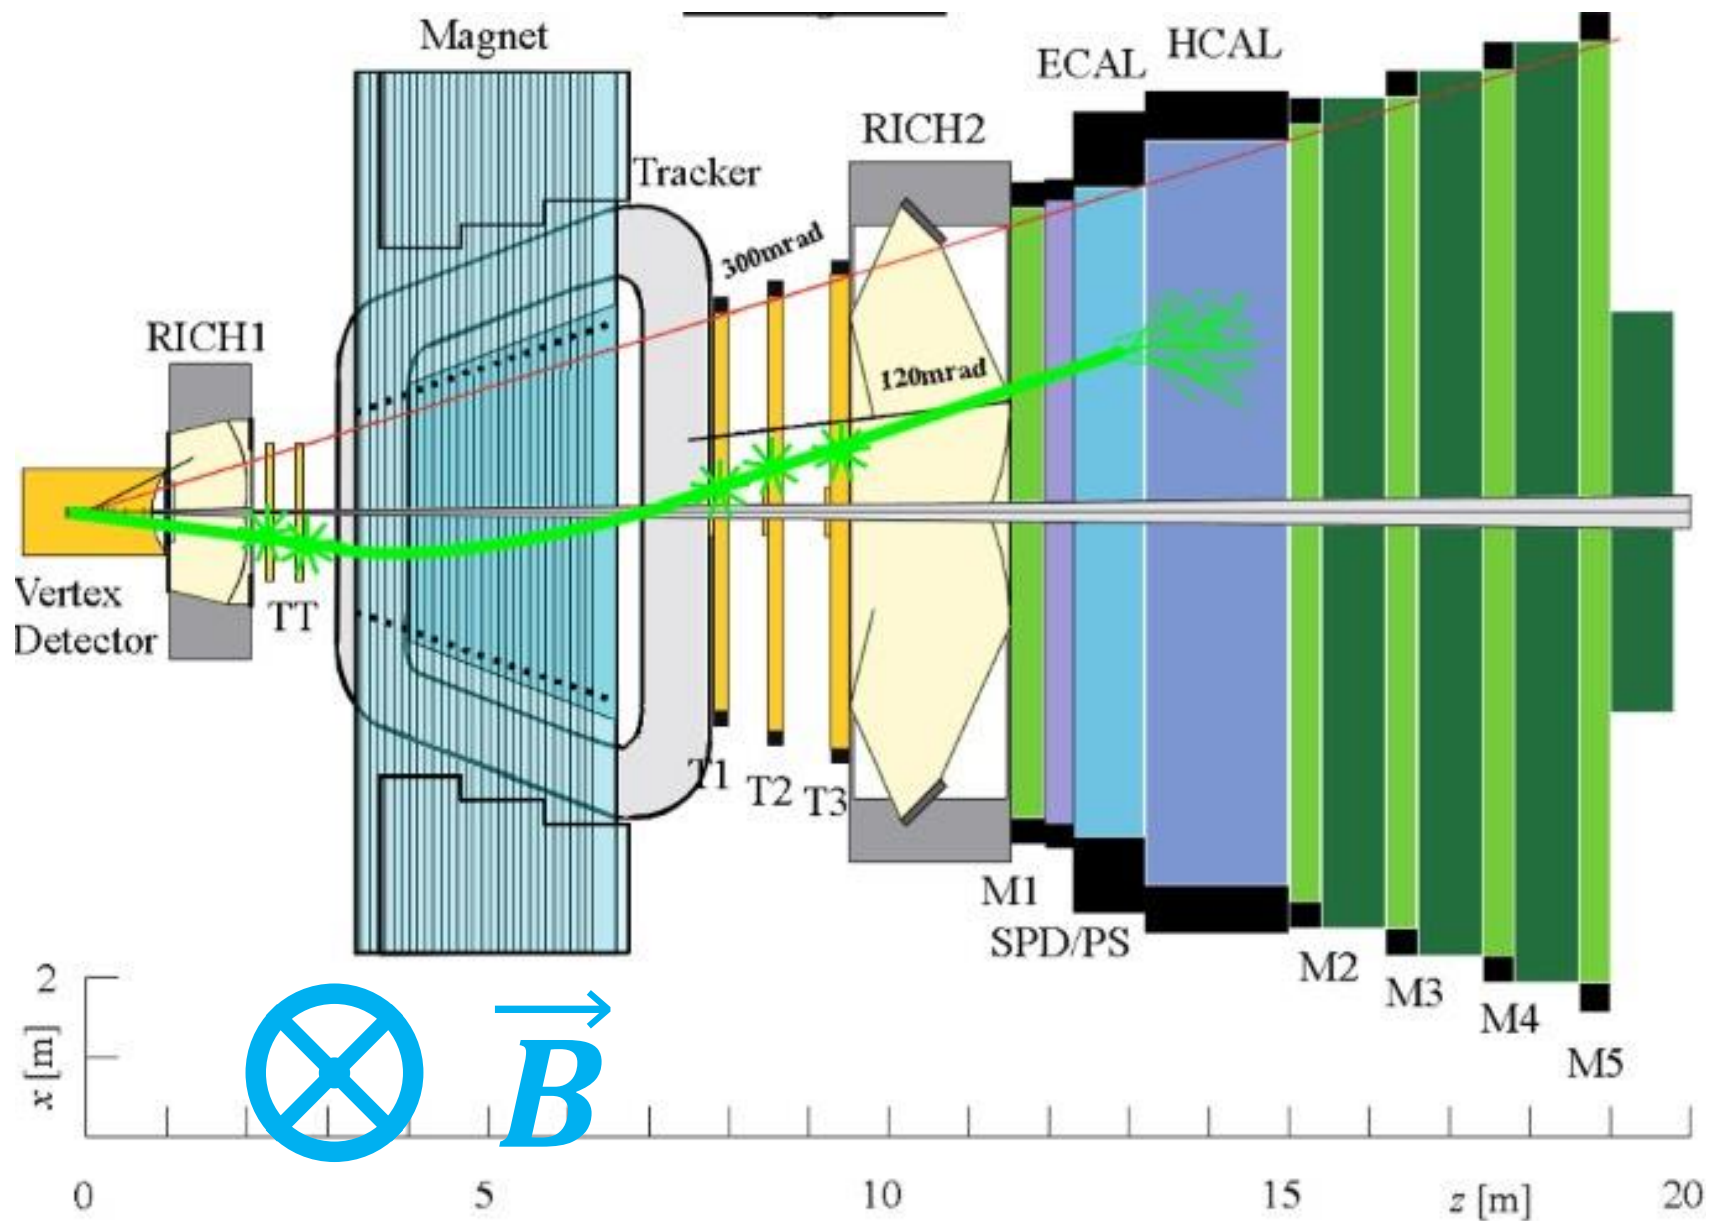 Magnet
ECAL
HCAL
RICH2
Tracker
300mrad
RICH1
120mrad
Vertex
Detector
TT
T1
T2
T3
M1
SPD/PS
M2
M3
M4
M5
2
x [m]
B
0
5
10
15
z [m]
20